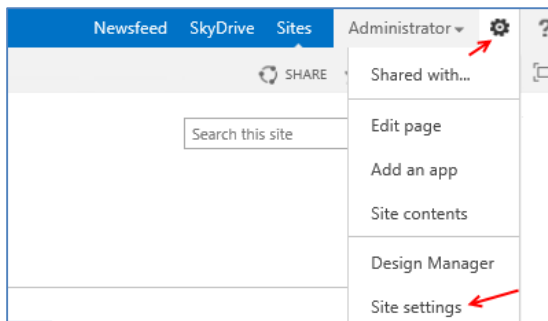 Newsfeed SkyDrive Sites Administrator ?
SHARE Shared with...
Edit page
Search this site
Add an app
Site contents
Design Manager
Site settings